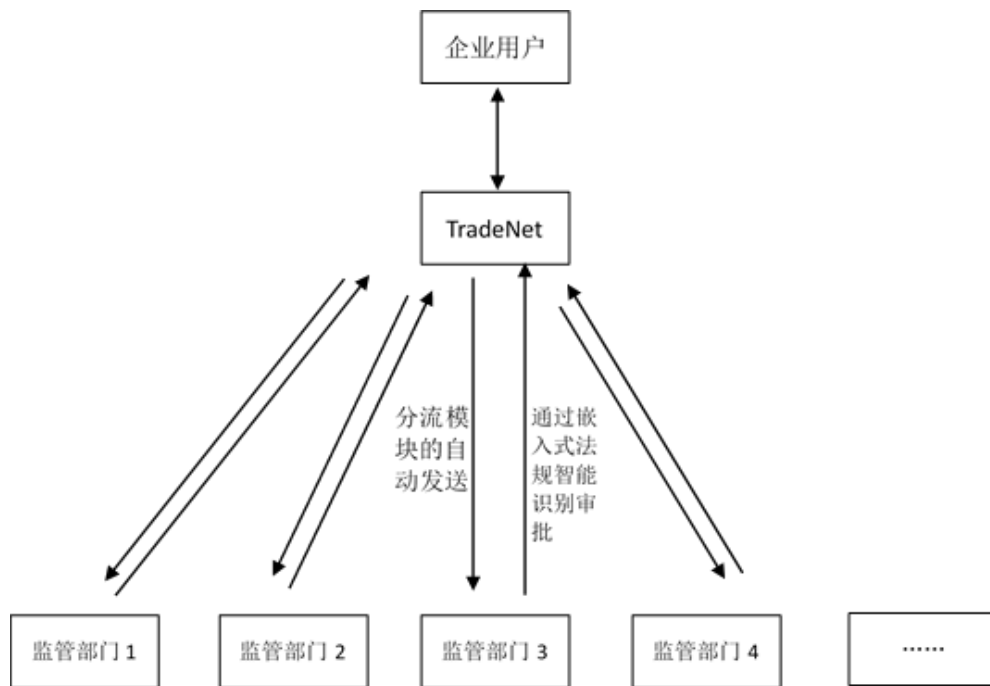 企业用户
TradeNet
分流模
块的自
动发送
通过嵌
入式法
规智能
识别审
批
监管部门 1
监管部门 2
监管部门 3
监管部门 4
……